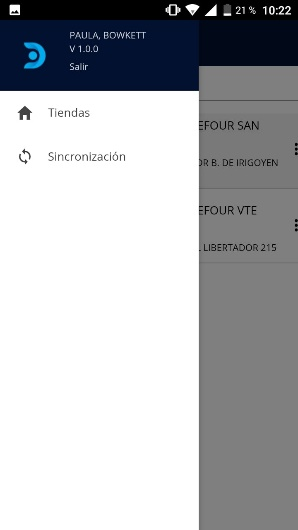 21 % 10:22
PAULA, BOWKETT
V 1.0.0
Salir
Tiendas
Sincronización
EFOUR SAN
OR B. DE IRIGOYEN
EFOUR VTE
LIBERTADOR 215